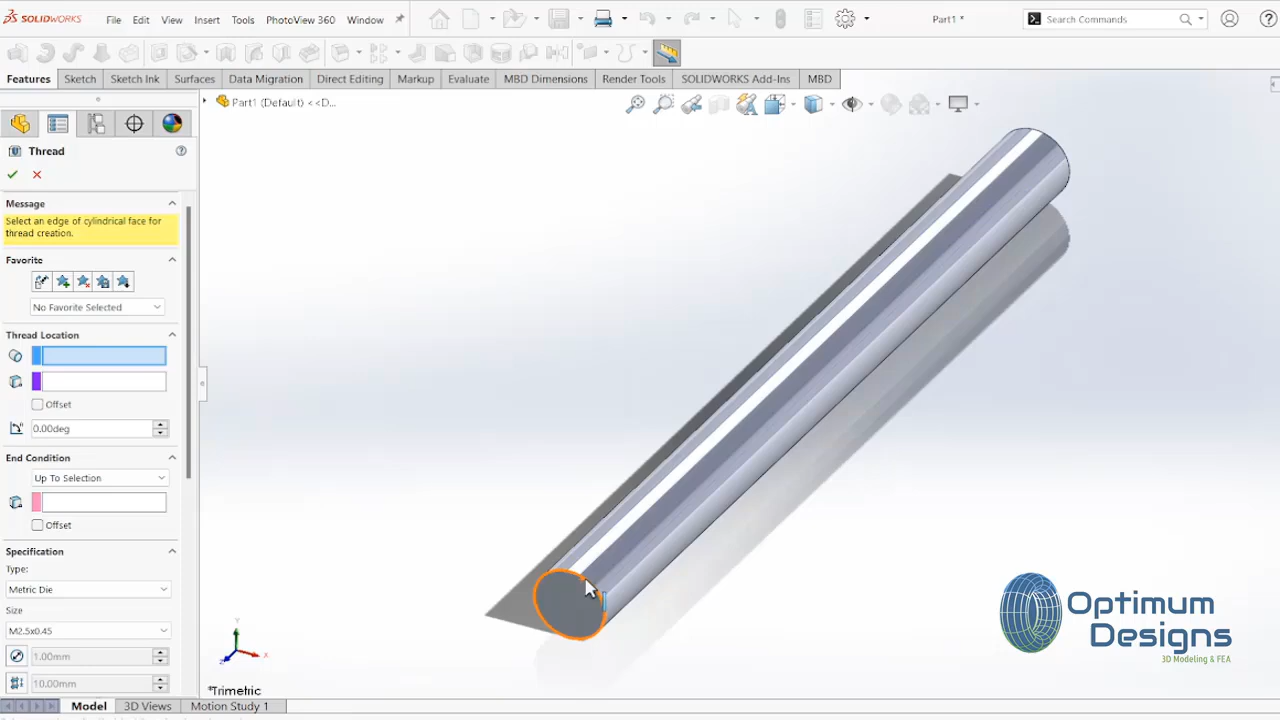 SOLIDWORKS File Edit View Insert Tools PhotoView 360 Window Part1 * Search Commands
Features Sketch Sketch Ink Surfaces Data Migration Direct Editing Markup Evaluate MBD Dimensions Render Tools SOLIDWORKS Add-Ins MBD
Part1 (Default) <<D...
Thread
Message
Select an edge of cylindrical face for
thread creation.
Favorite
No Favorite Selected
Thread Location
Offset
0.00deg
End Condition
Up To Selection
Offset
Specification
Type:
Metric Die
Size
M2.5x0.45
1.00mm
10.00mm
Y
X
Z
*Trimetric
Optimum
Designs
3D Modeling & FEA
Model 3D Views Motion Study 1